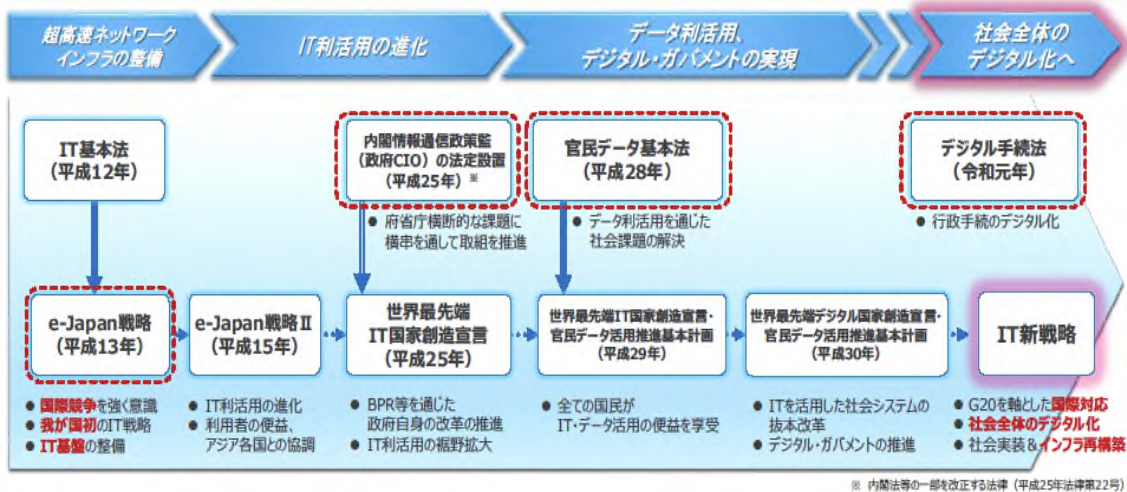 超高速ネットワーク
インフラの整備
IT利活用の進化
データ利活用、
デジタル・ガバメントの実現
社会全体の
デジタル化へ
IT基本法
(平成12年)
内閣情報通信政策監
(政府CIO)の法定設置
(平成25年)※
官民データ基本法
(平成28年)
デジタル手続法
(令和元年)
● 府省庁横断的な課題に
横串を通して取組を推進
● データ利活用を通じた
社会課題の解決
● 行政手続のデジタル化
e-Japan戦略
(平成13年)
e-Japan戦略Ⅱ
(平成15年)
世界最先端
IT国家創造宣言
(平成25年)
世界最先端IT国家創造宣言・
官民データ活用推進基本計画
(平成29年)
世界最先端デジタル国家創造宣言・
官民データ活用推進基本計画
(平成30年)
IT新戦略
● 国際競争を強く意識
● 我が国初のIT戦略
● IT基盤の整備
● IT利活用の進化
● 利用者の便益、
アジア各国との協調
● BPR等を通じた
政府自身の改革の推進
● IT利活用の裾野拡大
● 全ての国民が
IT・データ活用の便益を享受
● ITを活用した社会システムの
抜本改革
● デジタル・ガバメントの推進
● G20を軸とした国際対応
● 社会全体のデジタル化
● 社会実装&インフラ再構築
※ 内閣法等の一部を改正する法律(平成25年法律第22号)